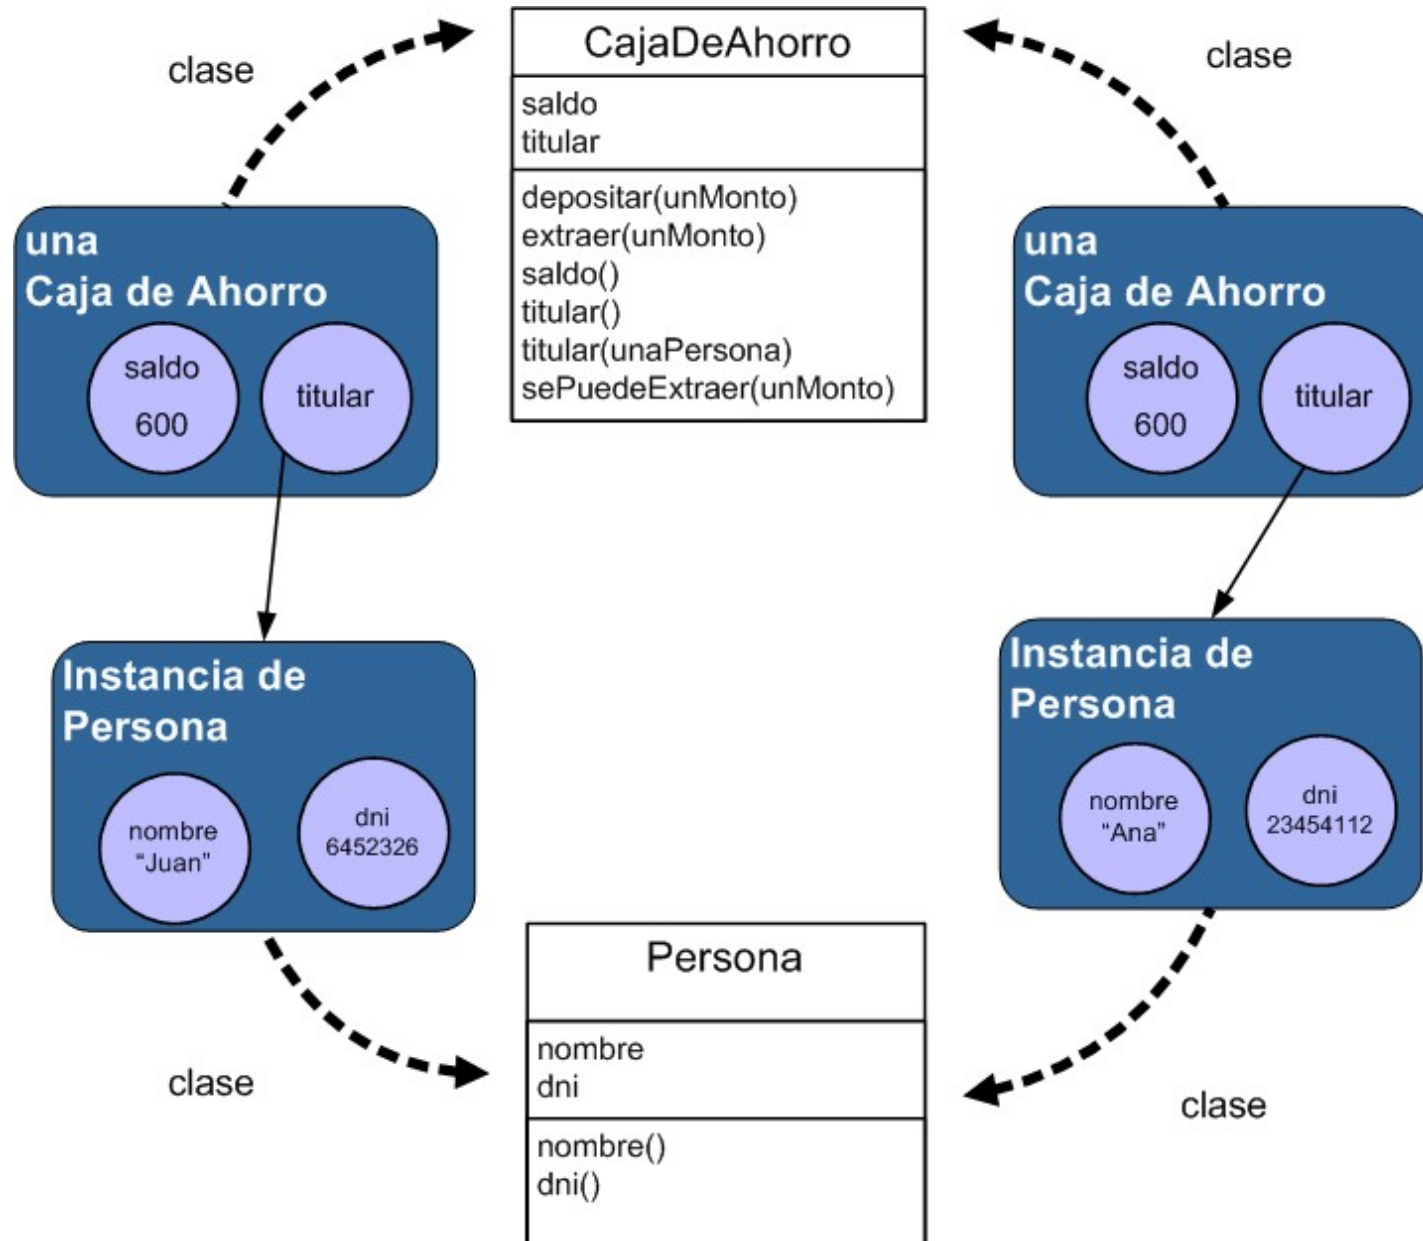 clase
CajaDeAhorro
clase
saldo
titular
depositar(unMonto)
extraer(unMonto)
saldo()
titular()
titular(unaPersona)
sePuedeExtraer(unMonto)
una
Caja de Ahorro
saldo
600
titular
una
Caja de Ahorro
saldo
600
titular
Instancia de
Persona
nombre
“Juan”
dni
6452326
Instancia de
Persona
nombre
“Ana”
dni
23454112
clase
Persona
nombre
dni
nombre()
dni()
clase